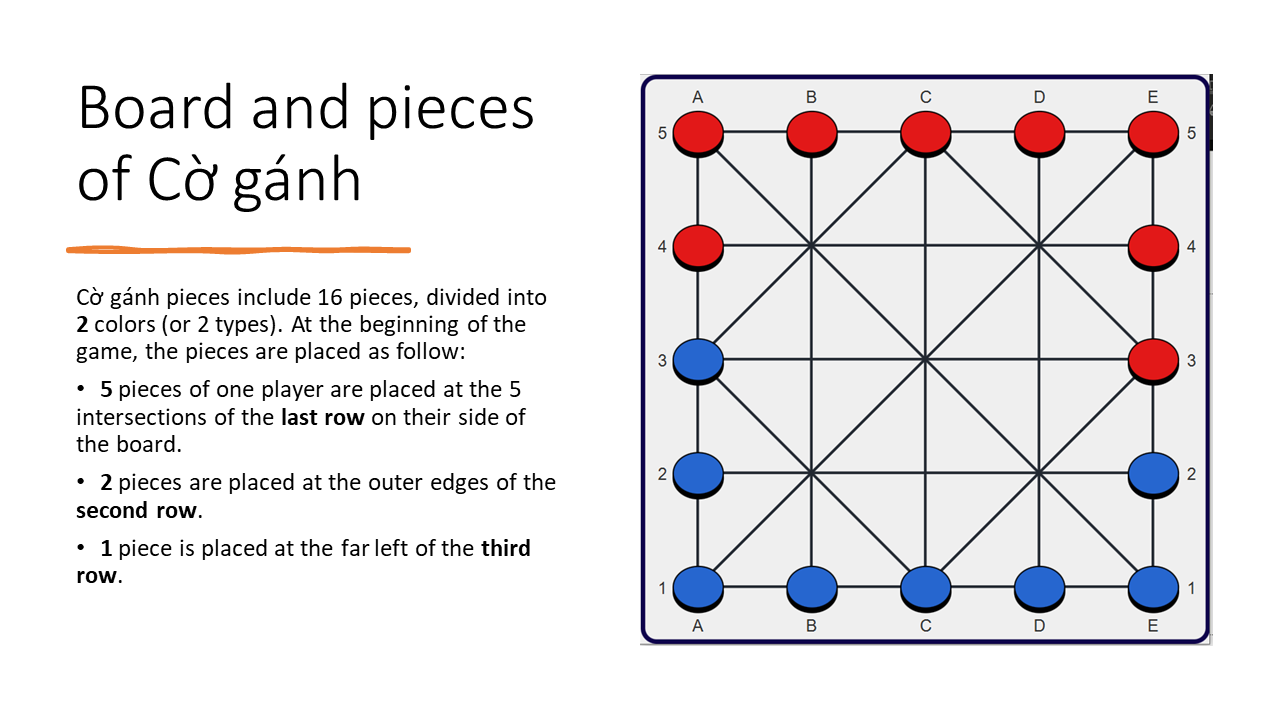 Board and pieces
of Cờ gánh
Cờ gánh pieces include 16 pieces, divided into
2 colors (or 2 types). At the beginning of the
game, the pieces are placed as follow:
• 5 pieces of one player are placed at the 5
intersections of the last row on their side of
the board.
• 2 pieces are placed at the outer edges of the
second row.
• 1 piece is placed at the far left of the third
row.
A B C D E
5 5
4 4
3 3
2 2
1 1
A B C D E